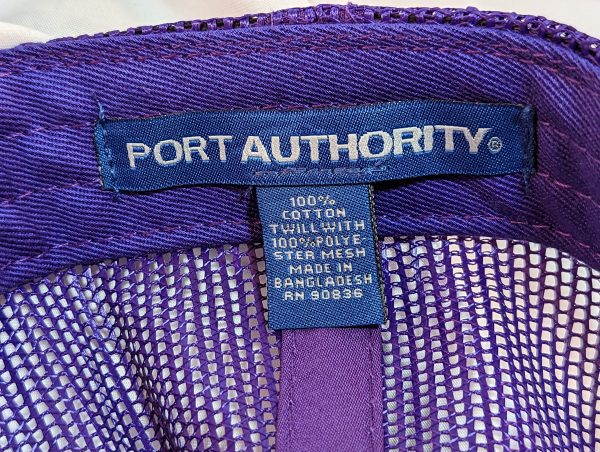 PORT AUTHORITY®
100%
COTTON
TWILL WITH
100% POLYE-
STER MESH
MADE IN
BANGLADESH
RN 90836